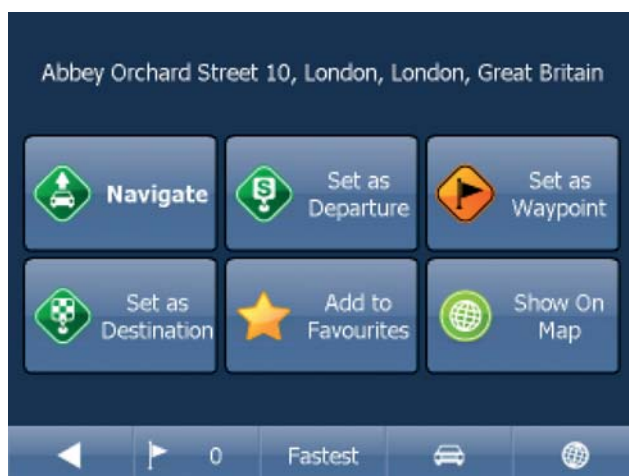 Abbey Orchard Street 10, London, London, Great Britain
Navigate
Set as
Departure
Set as
Waypoint
Set as
Destination
Add to
Favourites
Show On
Map
0
Fastest